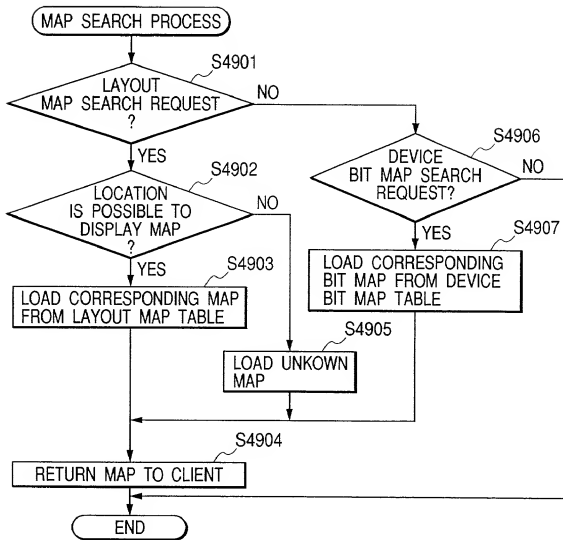 MAP SEARCH PROCESS
S4901
LAYOUT
MAP SEARCH REQUEST
?
NO
YES
S4906
DEVICE
BIT MAP SEARCH
REQUEST?
NO
YES
S4902
LOCATION
IS POSSIBLE TO
DISPLAY MAP
?
NO
YES
S4907
LOAD CORRESPONDING
BIT MAP FROM DEVICE
BIT MAP TABLE
S4903
LOAD CORRESPONDING MAP
FROM LAYOUT MAP TABLE
S4905
LOAD UNKOWN
MAP
S4904
RETURN MAP TO CLIENT
END